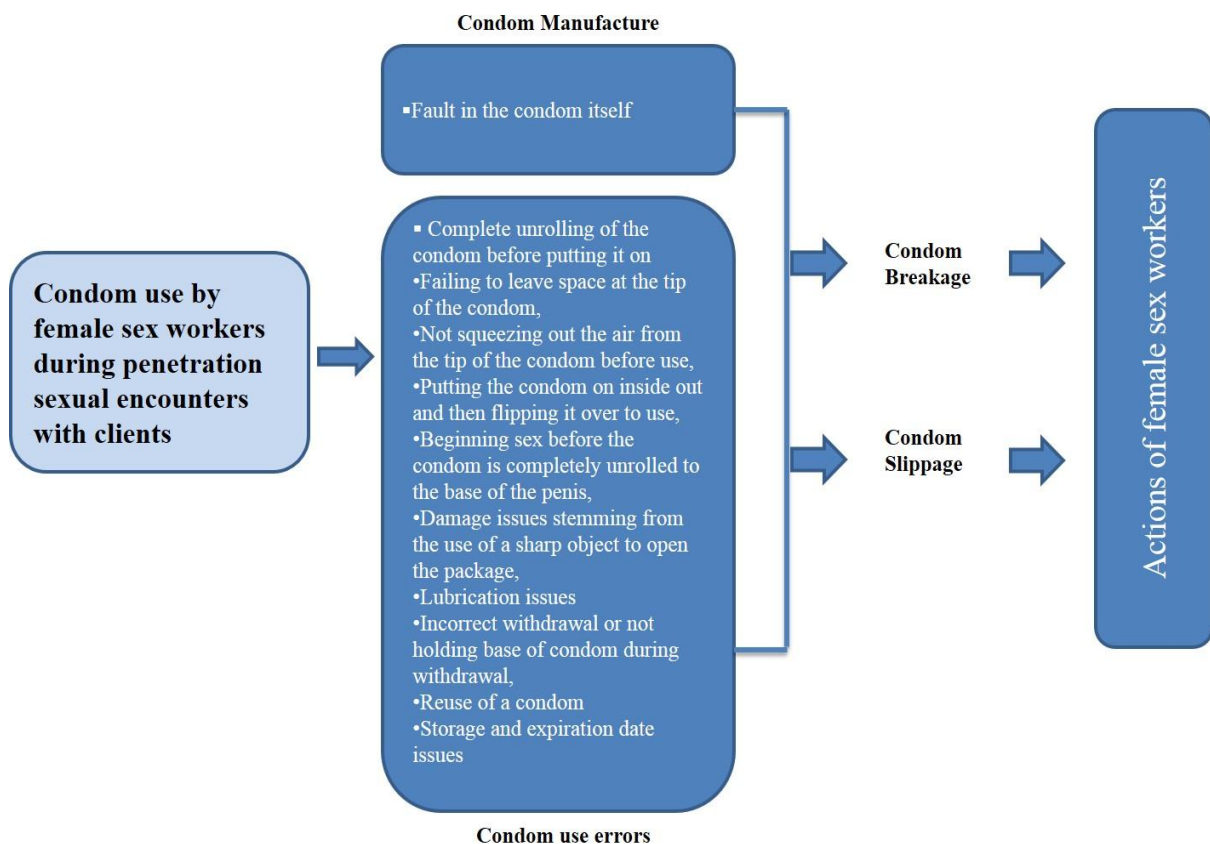 Condom Manufacture
▪Fault in the condom itself
Condom use by
female sex workers
during penetration
sexual encounters
with clients
▪ Complete unrolling of the
condom before putting it on
•Failing to leave space at the tip
of the condom,
•Not squeezing out the air from
the tip of the condom before use,
•Putting the condom on inside out
and then flipping it over to use,
•Beginning sex before the
condom is completely unrolled to
the base of the penis,
•Damage issues stemming from
the use of a sharp object to open
the package,
•Lubrication issues
•Incorrect withdrawal or not
holding base of condom during
withdrawal,
•Reuse of a condom
•Storage and expiration date
issues
Condom use errors
Condom
Breakage
Condom
Slippage
Actions of female sex workers